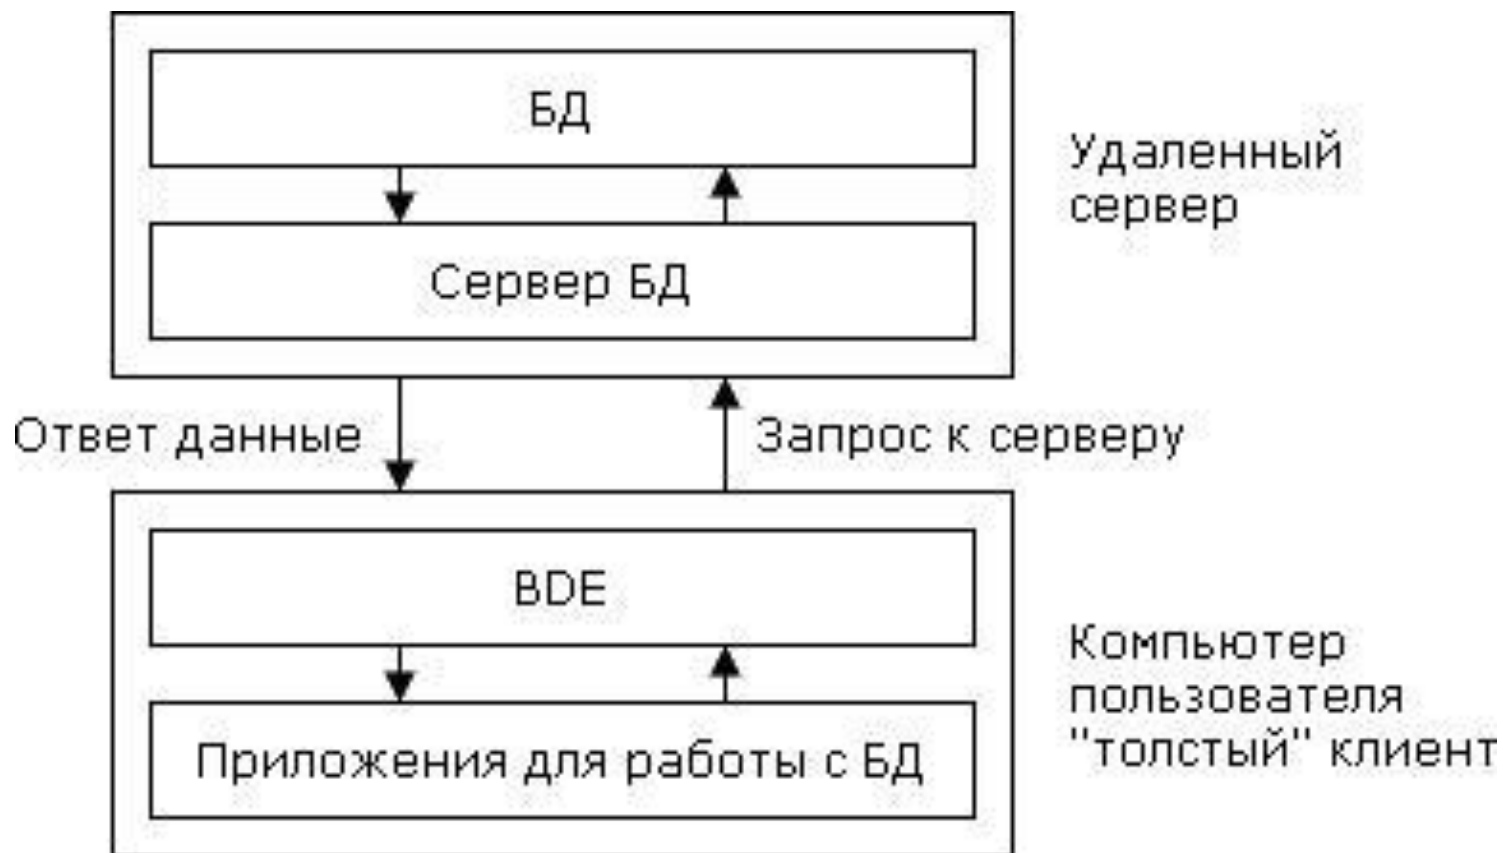 БД
Удаленный
сервер
Сервер БД
Ответ данные
Запрос к серверу
BDE
Компьютер
пользователя
"толстый" клиент
Приложения для работы с БД